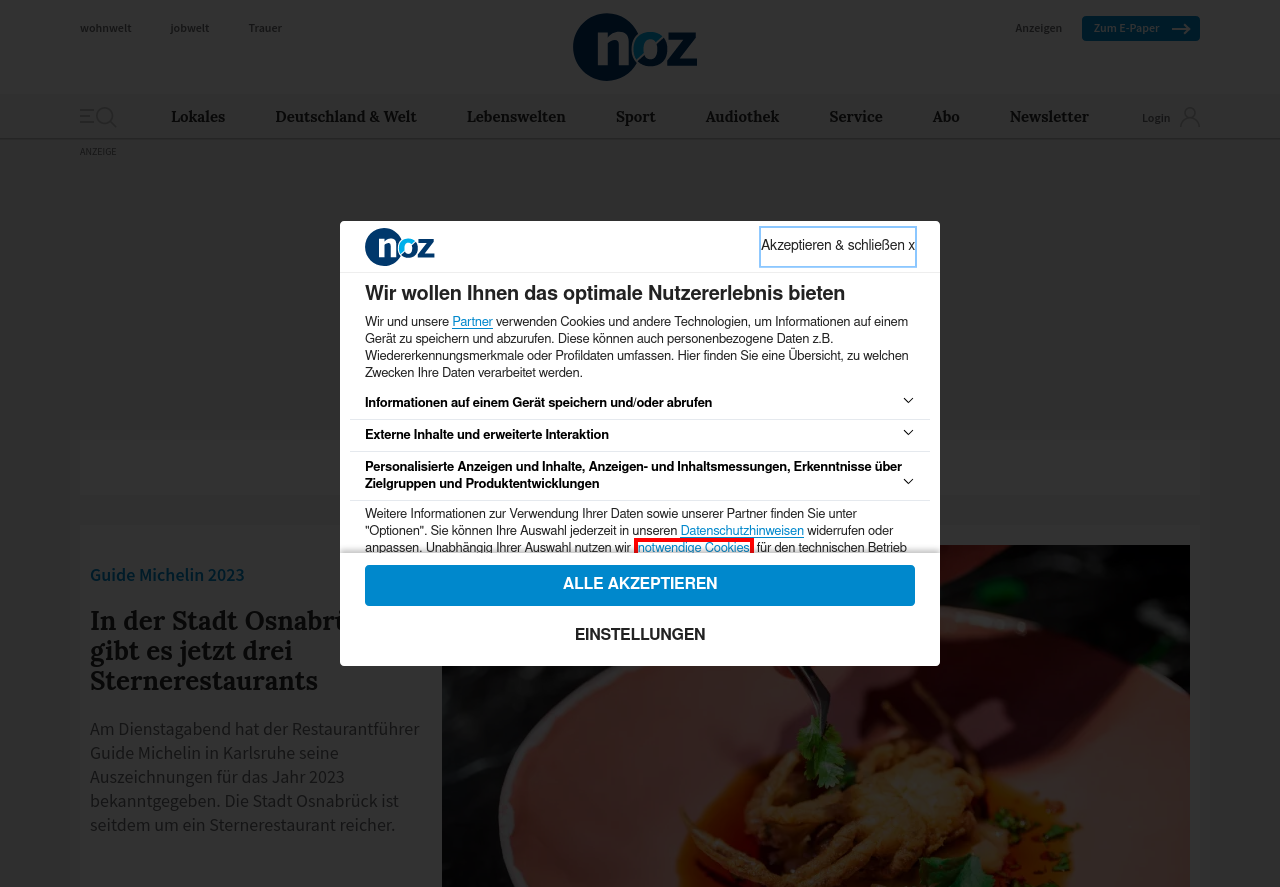 wohnwelt
jobwelt
Trauer
noz
Anzeigen
Zum E-Paper
Lokales
Deutschland & Welt
Lebenswelten
Sport
Audiothek
Service
Abo
Newsletter
Login
ANZEIGE
noz
Akzeptieren & schließen x
Wir wollen Ihnen das optimale Nutzererlebnis bieten
Wir und unsere Partner verwenden Cookies und andere Technologien, um Informationen auf einem
Gerät zu speichern und abzurufen. Diese können auch personenbezogene Daten z.B.
Wiedererkennungsmerkmale oder Profildaten umfassen. Hier finden Sie eine Übersicht, zu welchen
Zwecken Ihre Daten verarbeitet werden.
Informationen auf einem Gerät speichern und/oder abrufen
Externe Inhalte und erweiterte Interaktion
Personalisierte Anzeigen und Inhalte, Anzeigen- und Inhaltsmessungen, Erkenntnisse über
Zielgruppen und Produktentwicklungen
Weitere Informationen zur Verwendung Ihrer Daten sowie unserer Partner finden Sie unter
"Optionen". Sie können Ihre Auswahl jederzeit in unseren Datenschutzhinweisen widerrufen oder
anpassen. Unabhängig Ihrer Auswahl nutzen wir notwendige Cookies für den technischen Betrieb
ALLE AKZEPTIEREN
EINSTELLUNGEN
Guide Michelin 2023
In der Stadt
gibt es jetzt drei
Sternerestaurants
Am Dienstagabend hat der Restaurantführer
Guide Michelin in Karlsruhe seine
Auszeichnungen für das Jahr 2023
bekanntgegeben. Die Stadt Osnabrück ist
seitdem um ein Sternerestaurant reicher.